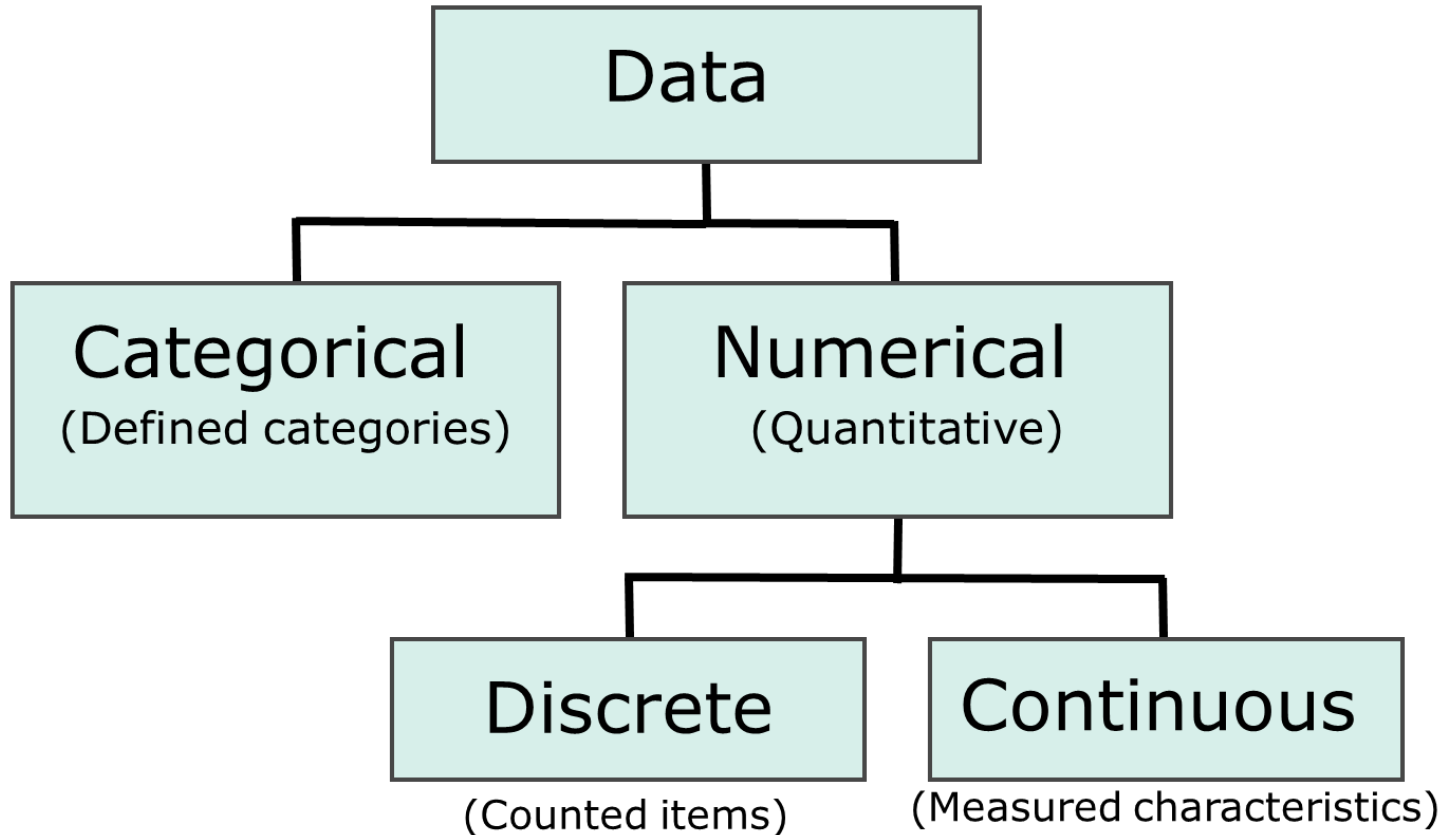 Data
Categorical
(Defined categories)
Numerical
(Quantitative)
Discrete
(Counted items)
Continuous
(Measured characteristics)